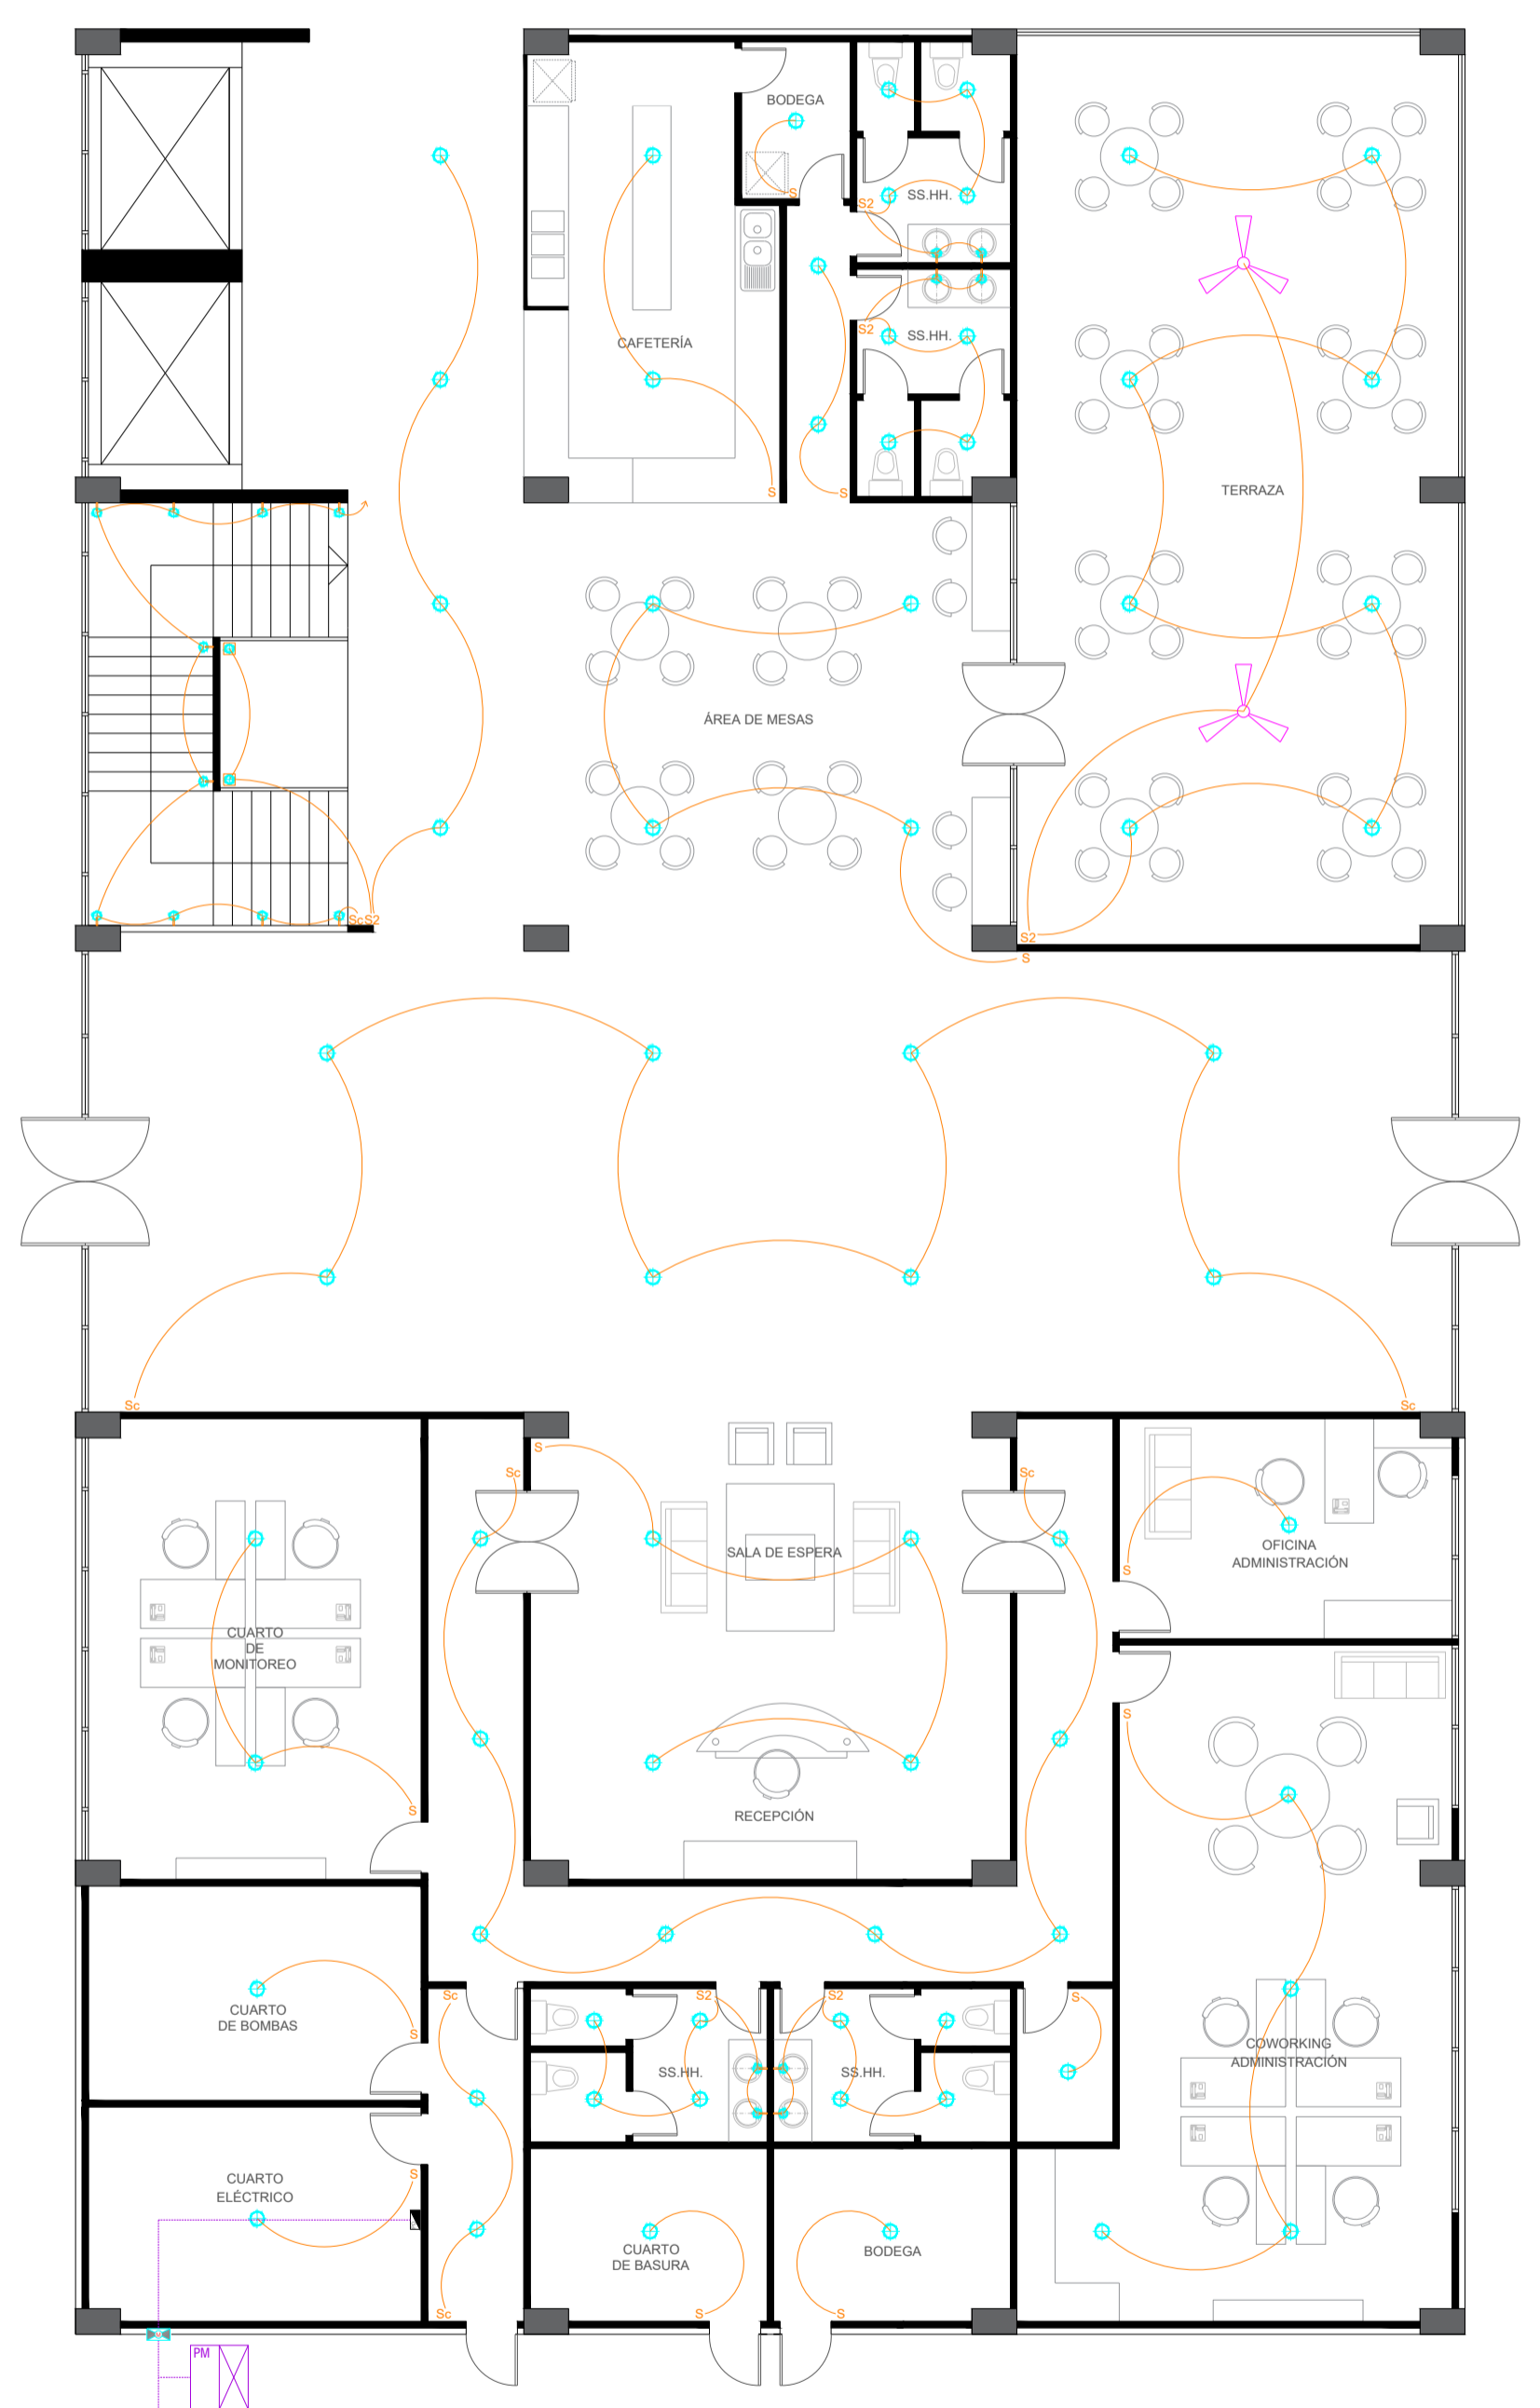 BODEGA
S
S2
SS.HH.
CAFETERÍA
S2
SS.HH.
S
S
TERRAZA
ÁREA DE MESAS
Sc
S2
S2
S
Sc
Sc
S
Sc
Sc
SALA DE ESPERA
OFICINA
ADMINISTRACIÓN
S
CUARTO
DE
MONITOREO
S
S
RECEPCIÓN
Sc
S2
S2
S
CUARTO
DE BOMBAS
S
COWORKING
ADMINISTRACIÓN
SS.HH.
SS.HH.
S
CUARTO
ELÉCTRICO
CUARTO
DE BASURA
BODEGA
Sc
S
S
PM